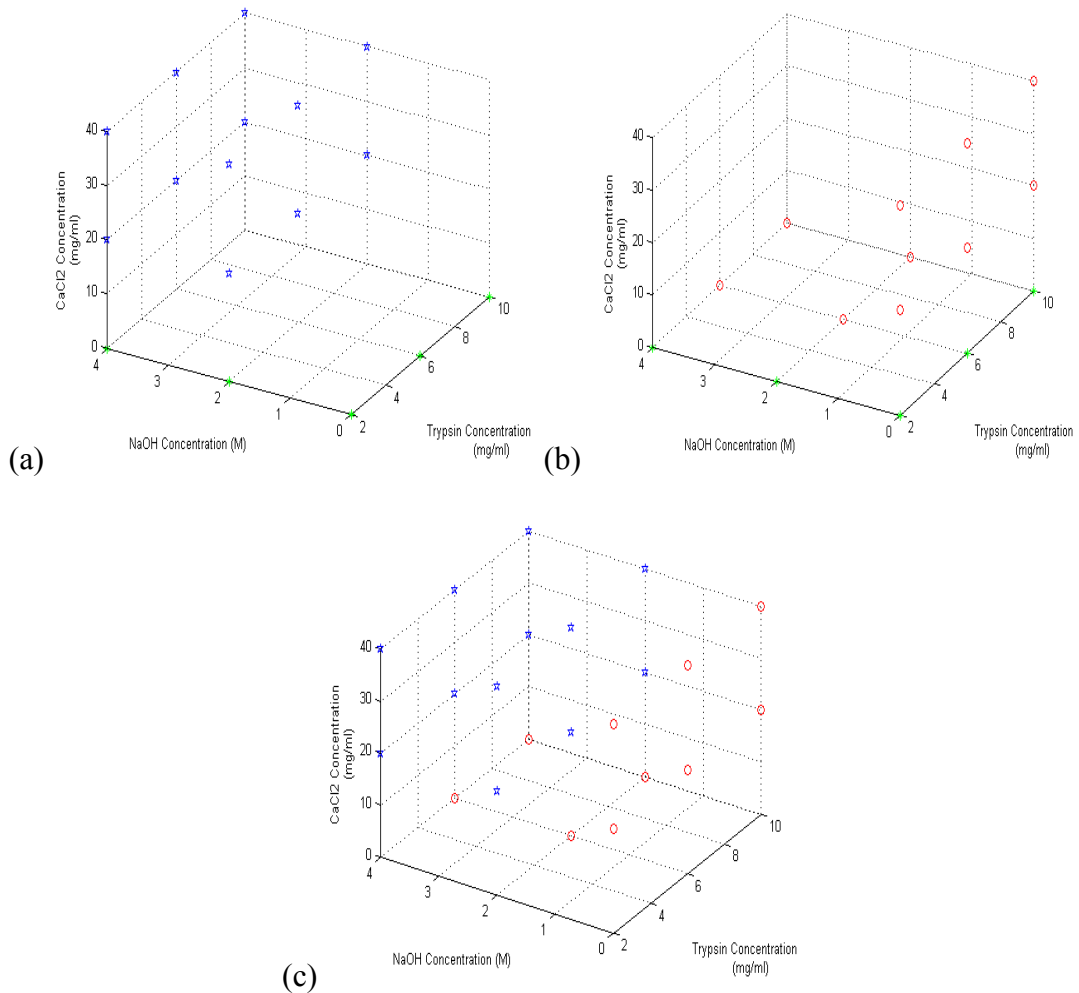 40
30
20
10
0
CaCl2 Concentration
(mg/ml)
4
3
2
1
0
NaOH Concentration (M)
2
4
6
8
10
Trypsin Concentration
(mg/ml)
(a)
40
30
20
10
0
CaCl2 Concentration
(mg/ml)
4
3
2
1
0
NaOH Concentration (M)
2
4
6
8
10
Trypsin Concentration
(mg/ml)
(b)
40
30
20
10
0
CaCl2 Concentration
(mg/ml)
4
3
2
1
0
NaOH Concentration (M)
2
4
6
8
10
Trypsin Concentration
(mg/ml)
(c)